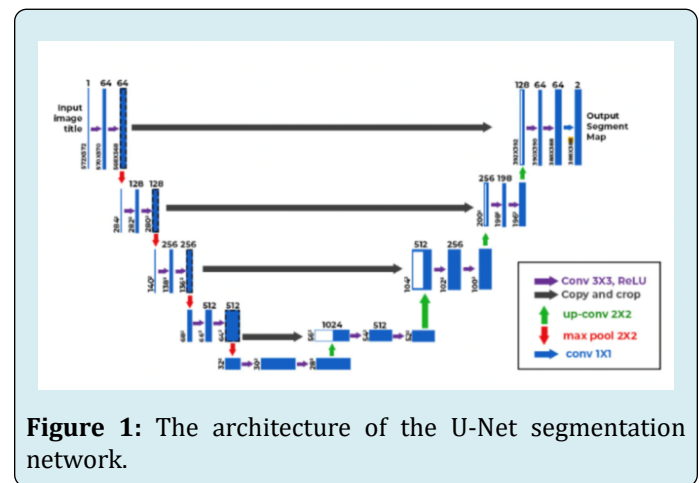 1 64 64
Input
image
title
572X572
570X570
568X568
128 64 64 2
Output
Segment
Map
392X392
390X390
388X388
128 128
284²
282²
280²
256 198
200²
198²
196²
256 256
140²
138²
136²
512 256
104²
102²
100²
512 512
68²
64²
1024 512
56²
54²
52²
32²
30²
28²
Conv 3X3, ReLU
Copy and crop
up-conv 2X2
max pool 2X2
conv 1X1
Figure 1: The architecture of the U-Net segmentation
network.